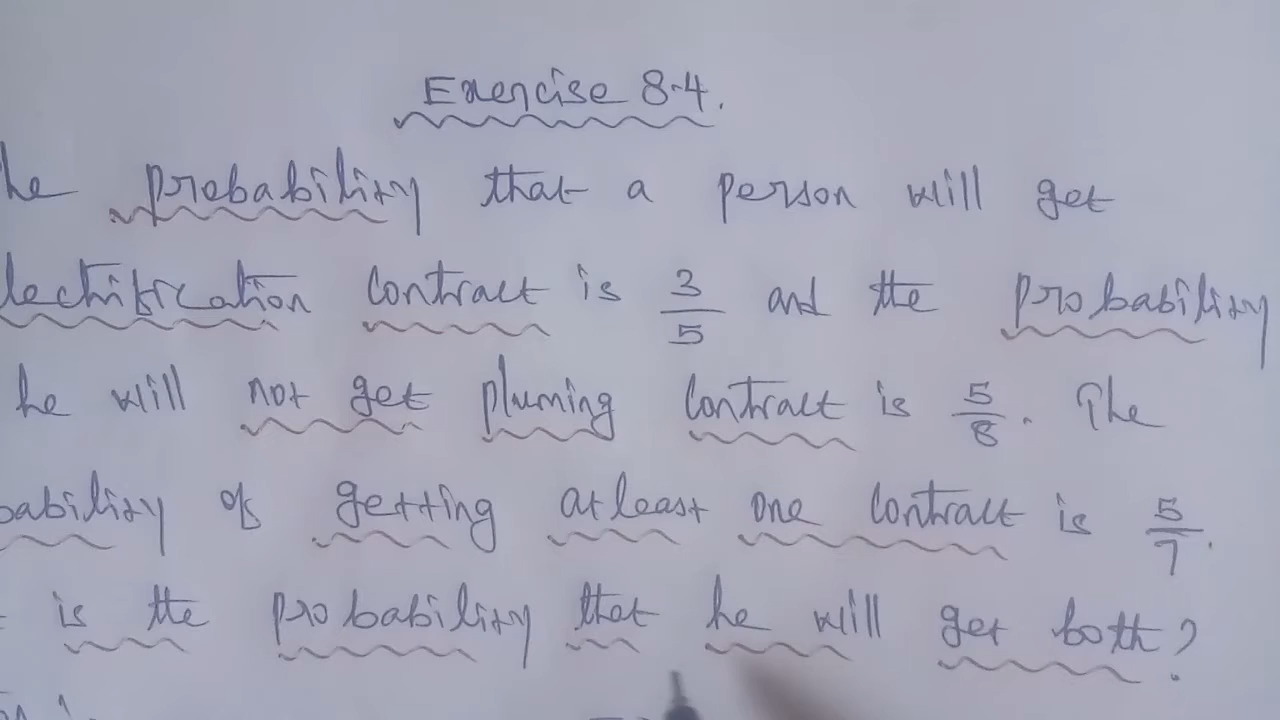 Exercise 8.4.
he probability that a person will get
lectrification contract is 3/5 and the probability
he will not get pluming contract is 5/8. The
bability of getting atleast one contract is 5/7.
is the probability that he will get both?